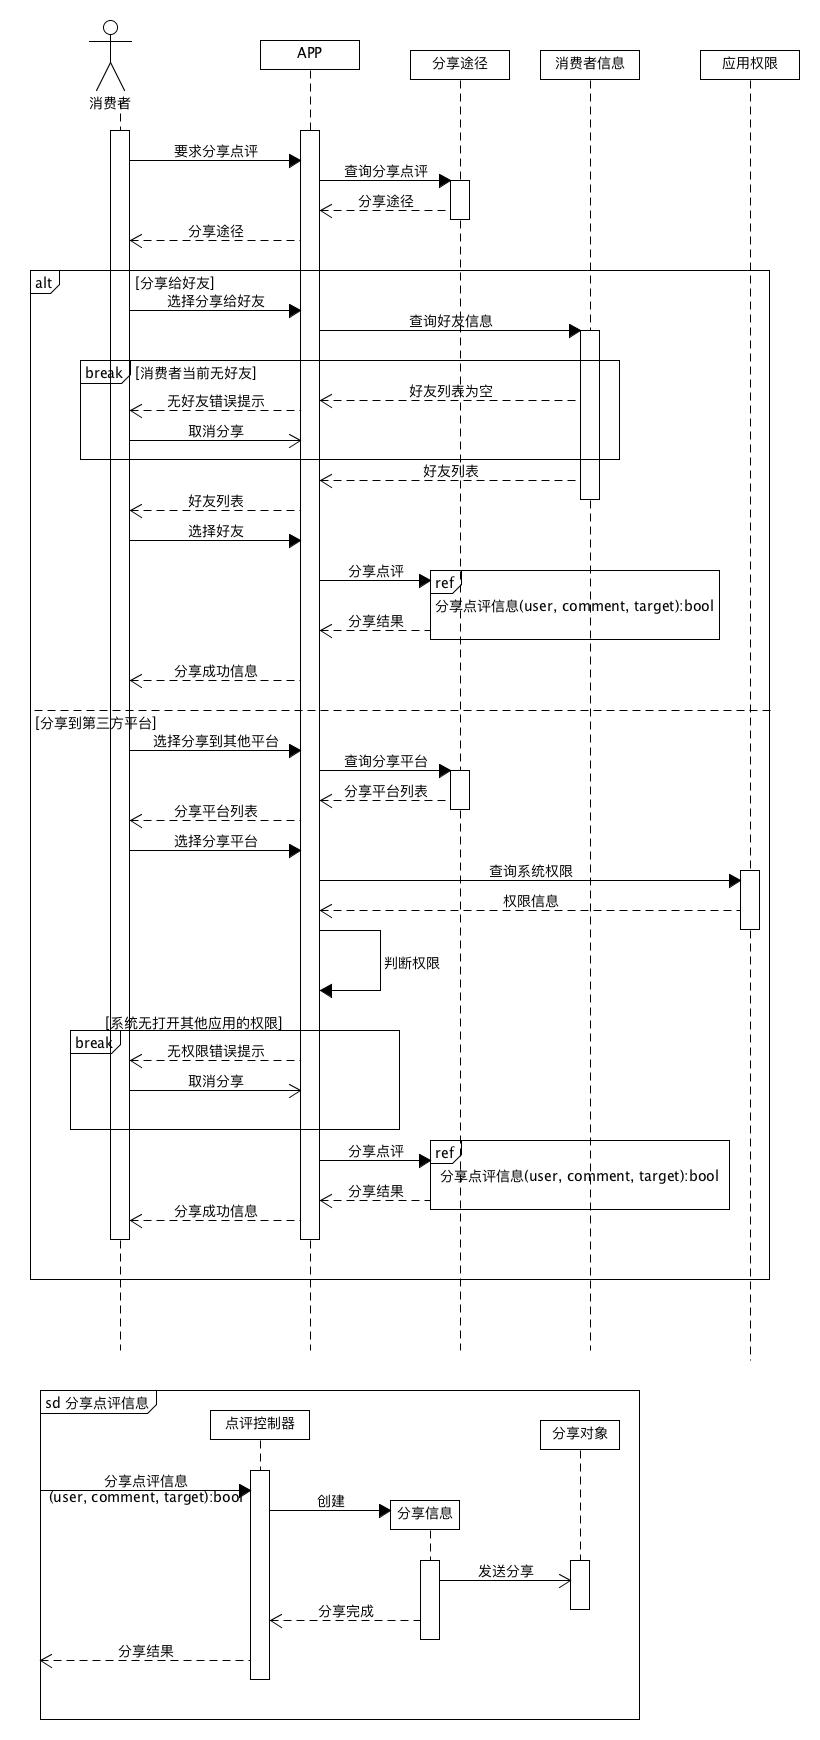 消费者
APP
分享途径
消费者信息
应用权限
要求分享点评
查询分享点评
分享途径
分享途径
alt
[分享给好友]
选择分享给好友
查询好友信息
break
[消费者当前无好友]
好友列表为空
无好友错误提示
取消分享
好友列表
好友列表
选择好友
分享点评
ref
分享点评信息(user, comment, target):bool
分享结果
分享成功信息
[分享到第三方平台]
选择分享到其他平台
查询分享平台
分享平台列表
分享平台列表
选择分享平台
查询系统权限
权限信息
判断权限
[系统无打开其他应用的权限]
break
无权限错误提示
取消分享
分享点评
ref
分享点评信息(user, comment, target):bool
分享结果
分享成功信息
sd 分享点评信息
点评控制器
分享对象
分享点评信息
(user, comment, target):bool
创建
分享信息
发送分享
分享完成
分享结果